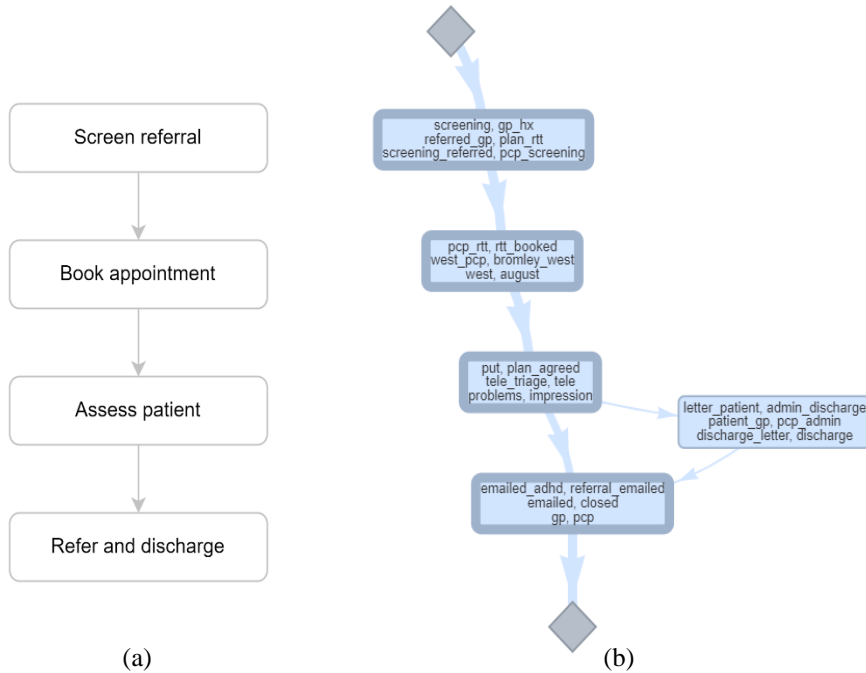 Screen referral
Book appointment
Assess patient
Refer and discharge
(a)
screening, gp_hx
referred_gp, plan_rtt
screening_referred, pcp_screening
pcp_rtt, rtt_booked
west_pcp, bromley_west
west, august
put, plan_agreed
tele_triage, tele
problems, impression
letter_patient, admin_discharge
patient_gp, pcp_admin
discharge_letter, discharge
emailed_adhd, referral_emailed
emailed, closed
gp, pcp
(b)